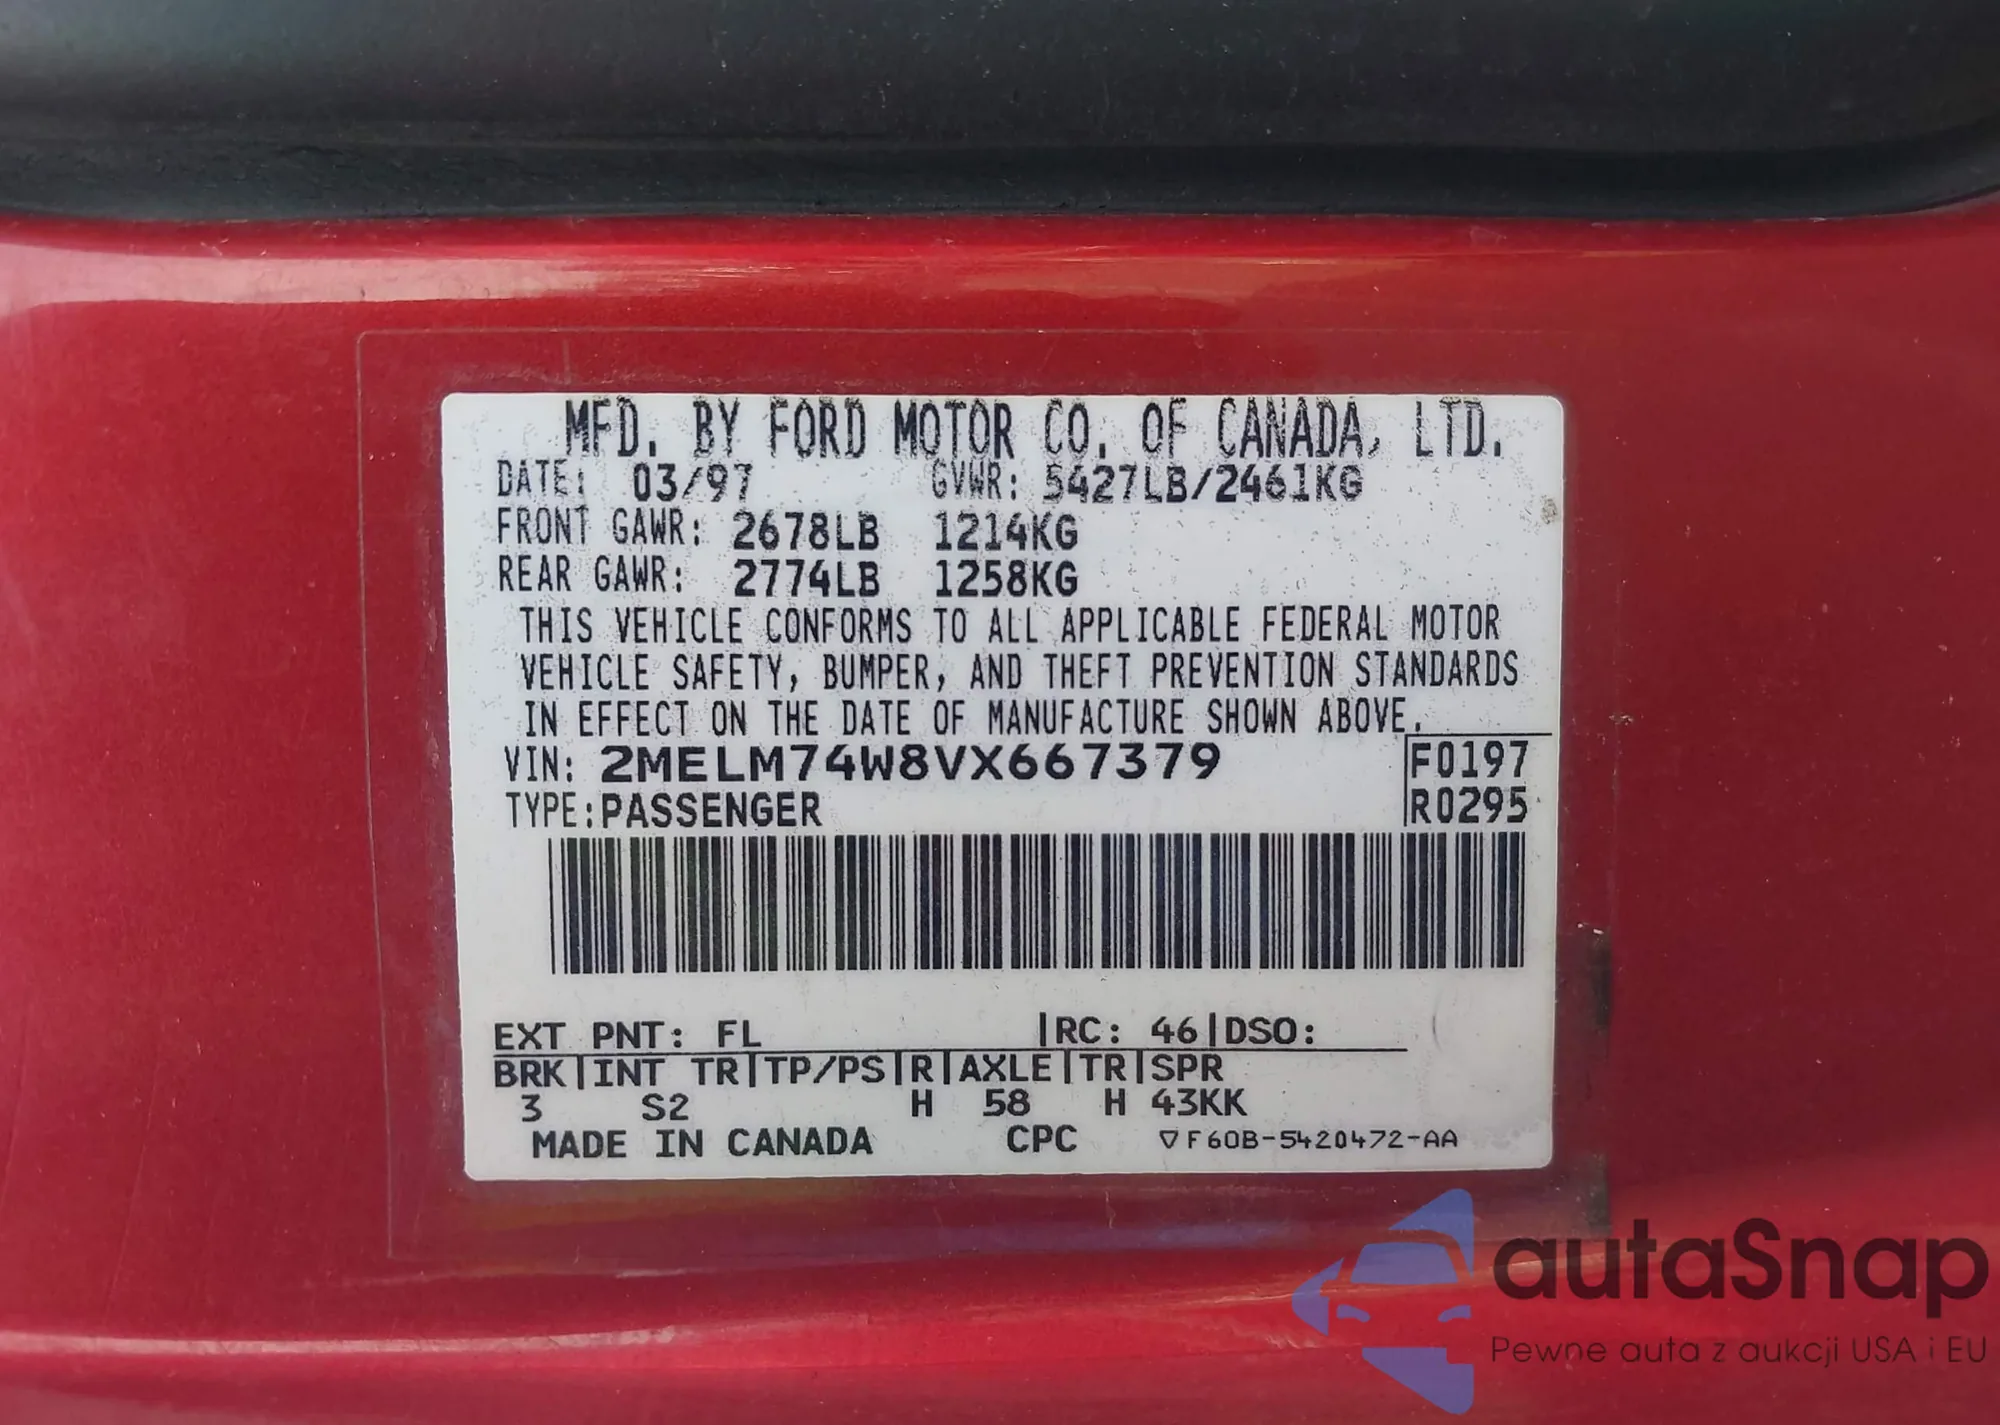 MFD. BY FORD MOTOR CO. OF CANADA, LTD.
DATE: 03/97 GVWR: 5427LB/2461KG
FRONT GAWR: 2678LB 1214KG
REAR GAWR: 2774LB 1258KG
THIS VEHICLE CONFORMS TO ALL APPLICABLE FEDERAL MOTOR
VEHICLE SAFETY, BUMPER, AND THEFT PREVENTION STANDARDS
IN EFFECT ON THE DATE OF MANUFACTURE SHOWN ABOVE.
VIN: 2MELM74W8VX667379 F0197
TYPE:PASSENGER R0295
EXT PNT: FL |RC: 46|DSO:
BRK|INT TR|TP/PS|R|AXLE|TR|SPR
3 S2 H 58 H 43KK
MADE IN CANADA CPC ▽F60B-5420472-AA
autaSnap
Pewne auta z aukcji USA i EU